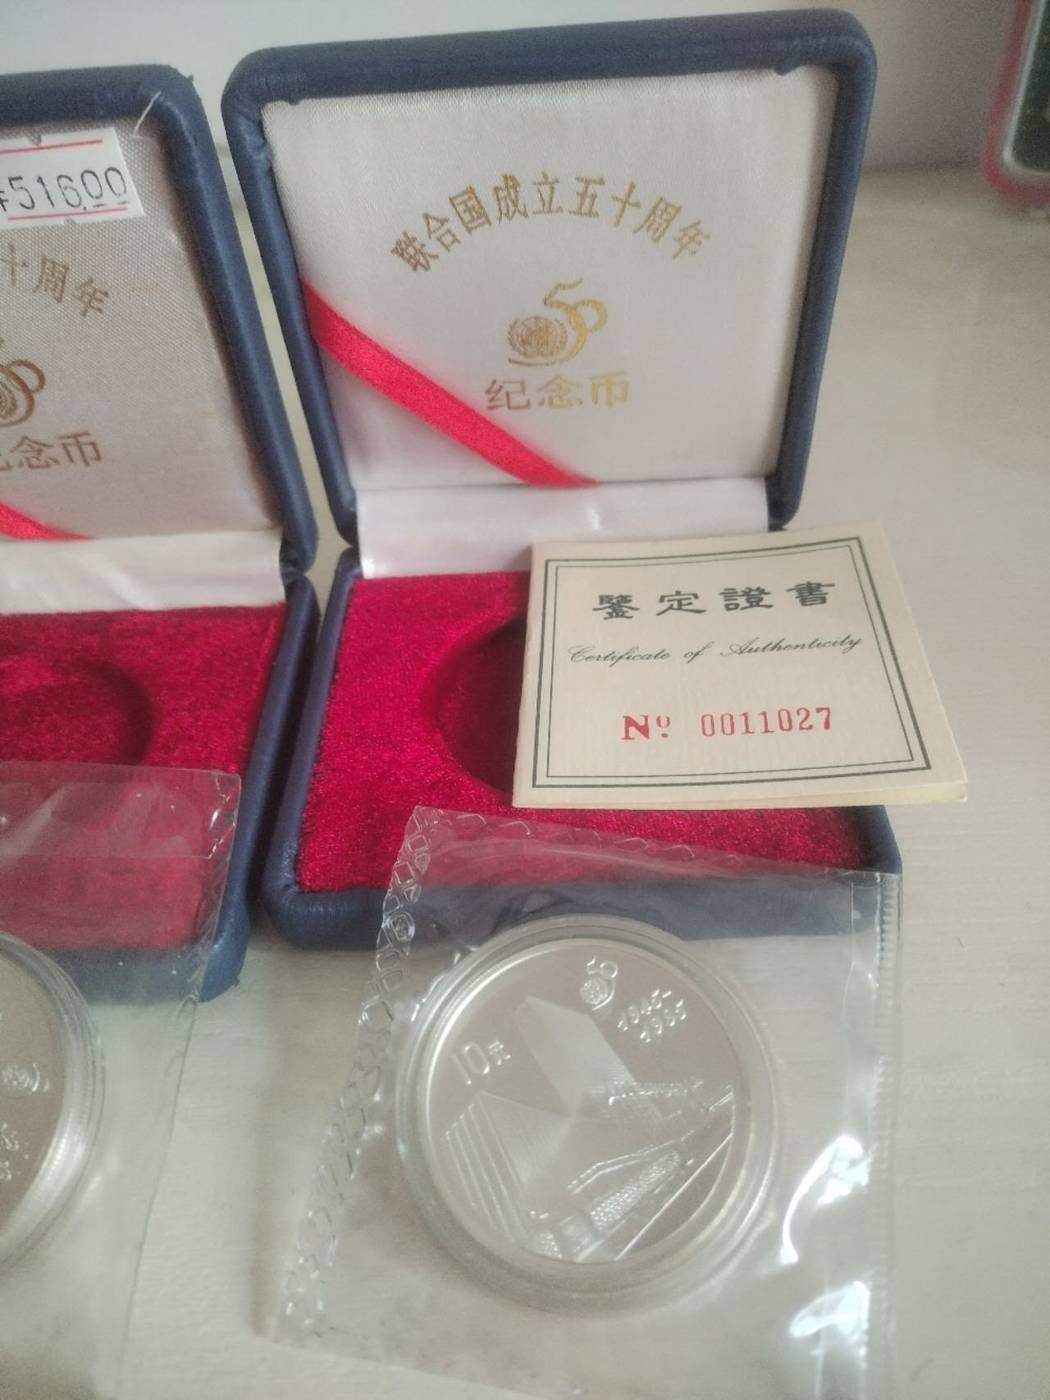 516.00
十周年
念币
联合国成立五十周年
50
纪念币
鑒定證書
Certificate of Authenticity
Nº 0011027
50
1945-
1995
10元